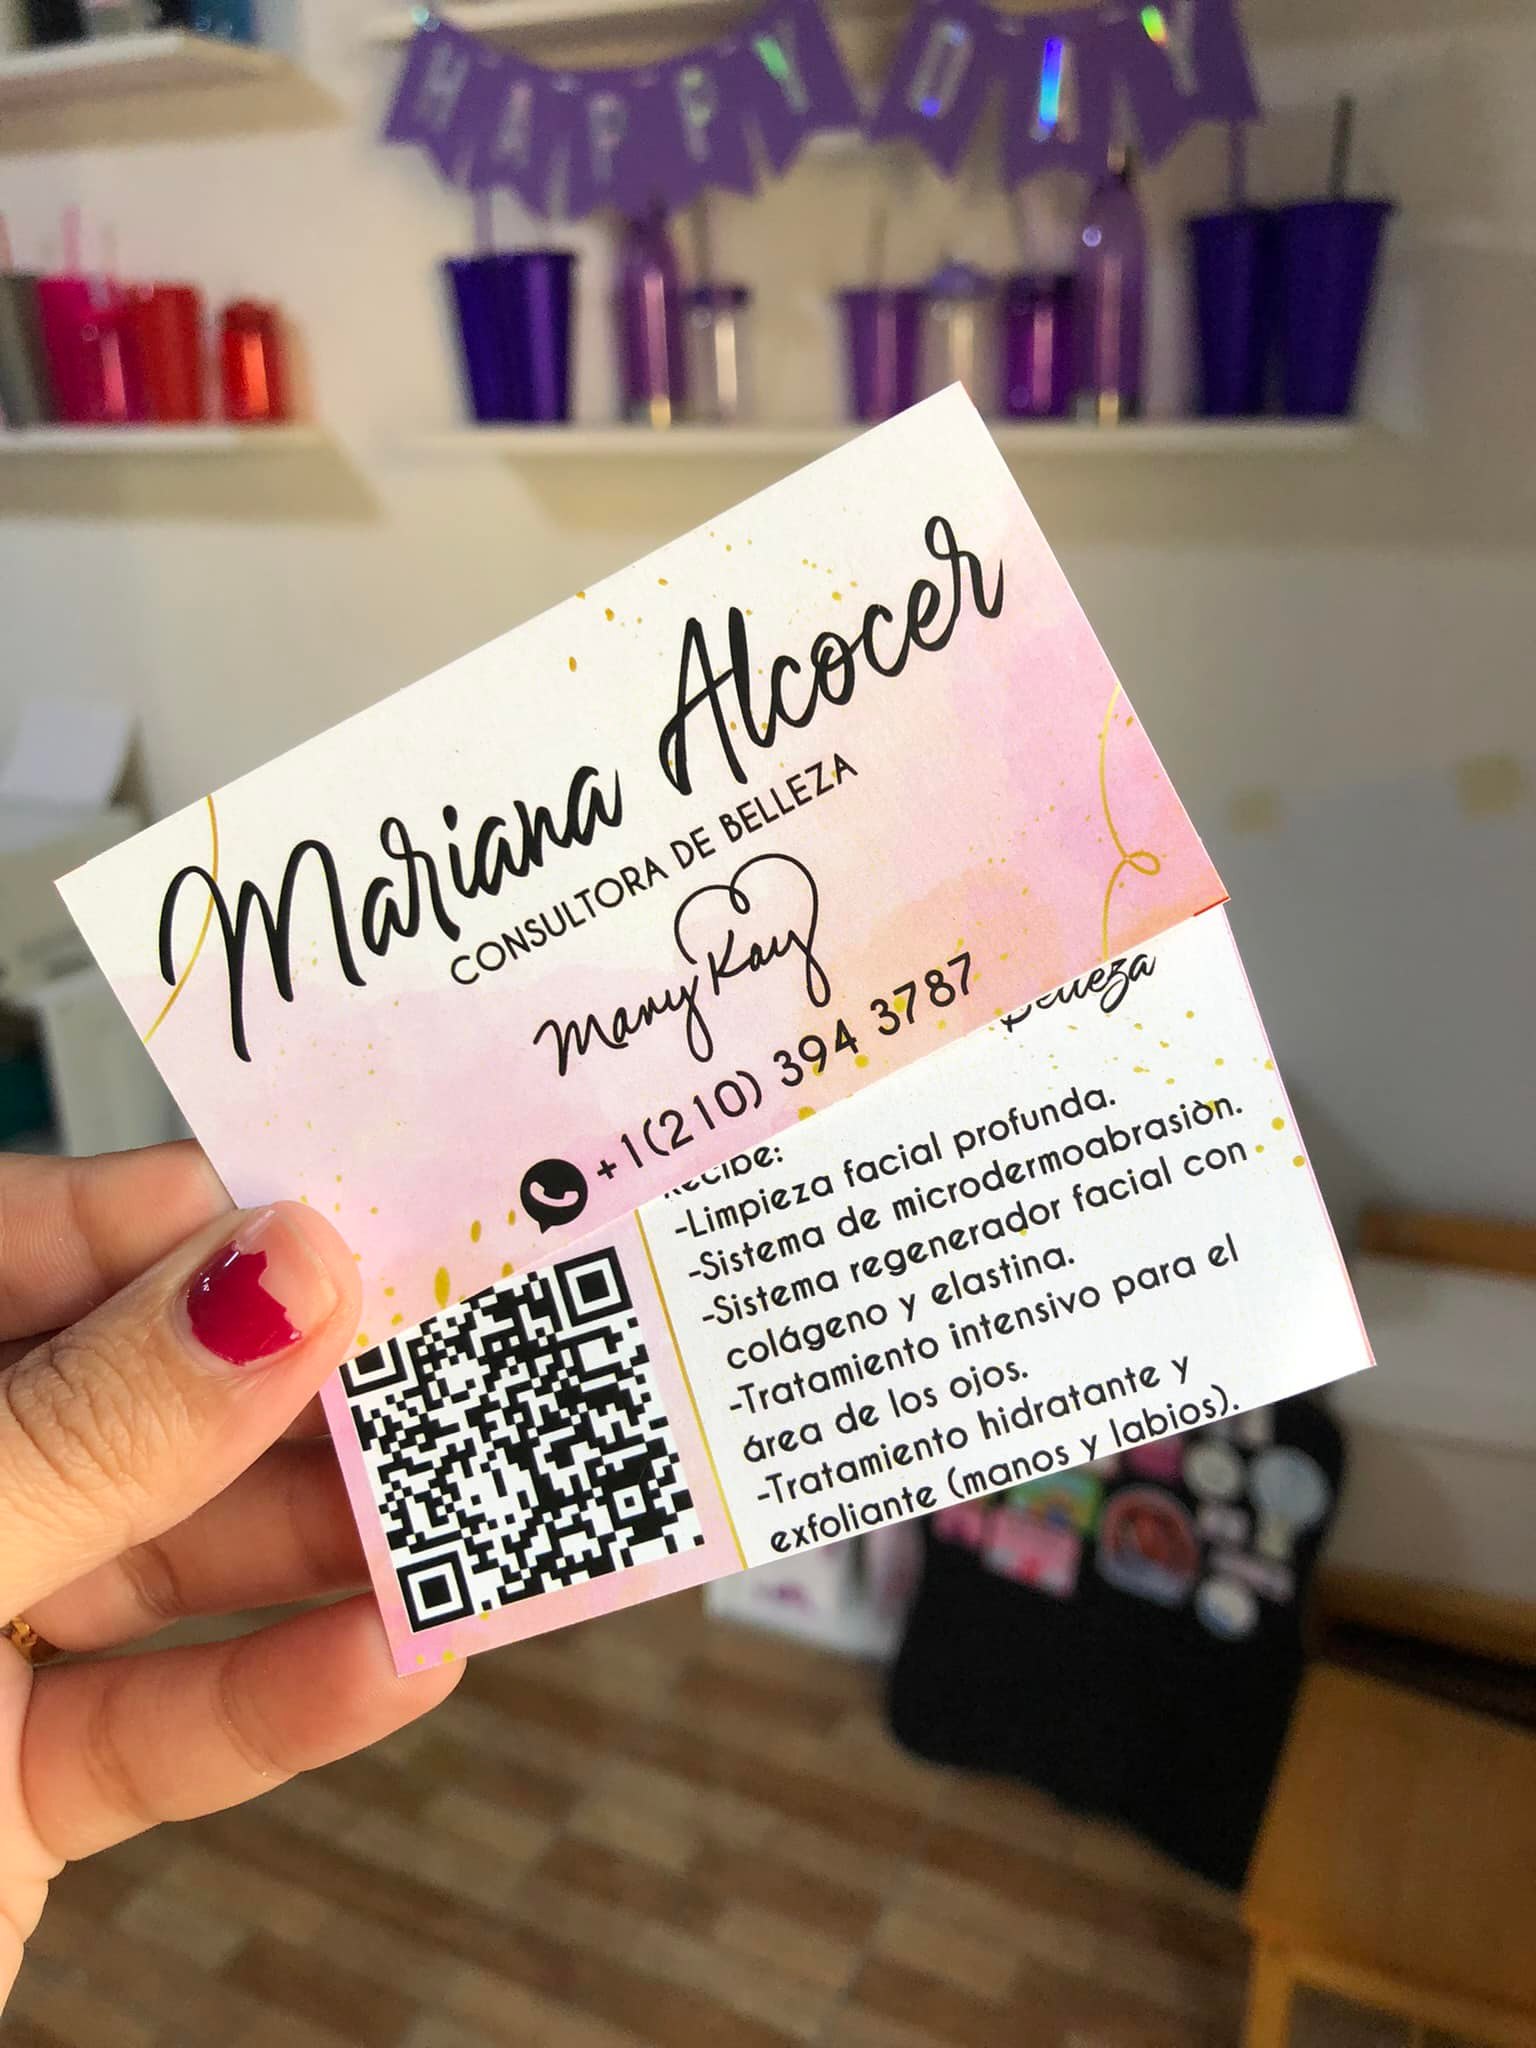 HAPPY DAY
Mariana Alcocer
CONSULTORA DE BELLEZA
Mary Kay
+1(210) 394 3787
Belleza
Recibe:
-Limpieza facial profunda.
-Sistema de microdermoabrasiòn.
-Sistema regenerador facial con
colágeno y elastina.
-Tratamiento intensivo para el
área de los ojos.
-Tratamiento hidratante y
exfoliante (manos y labios).